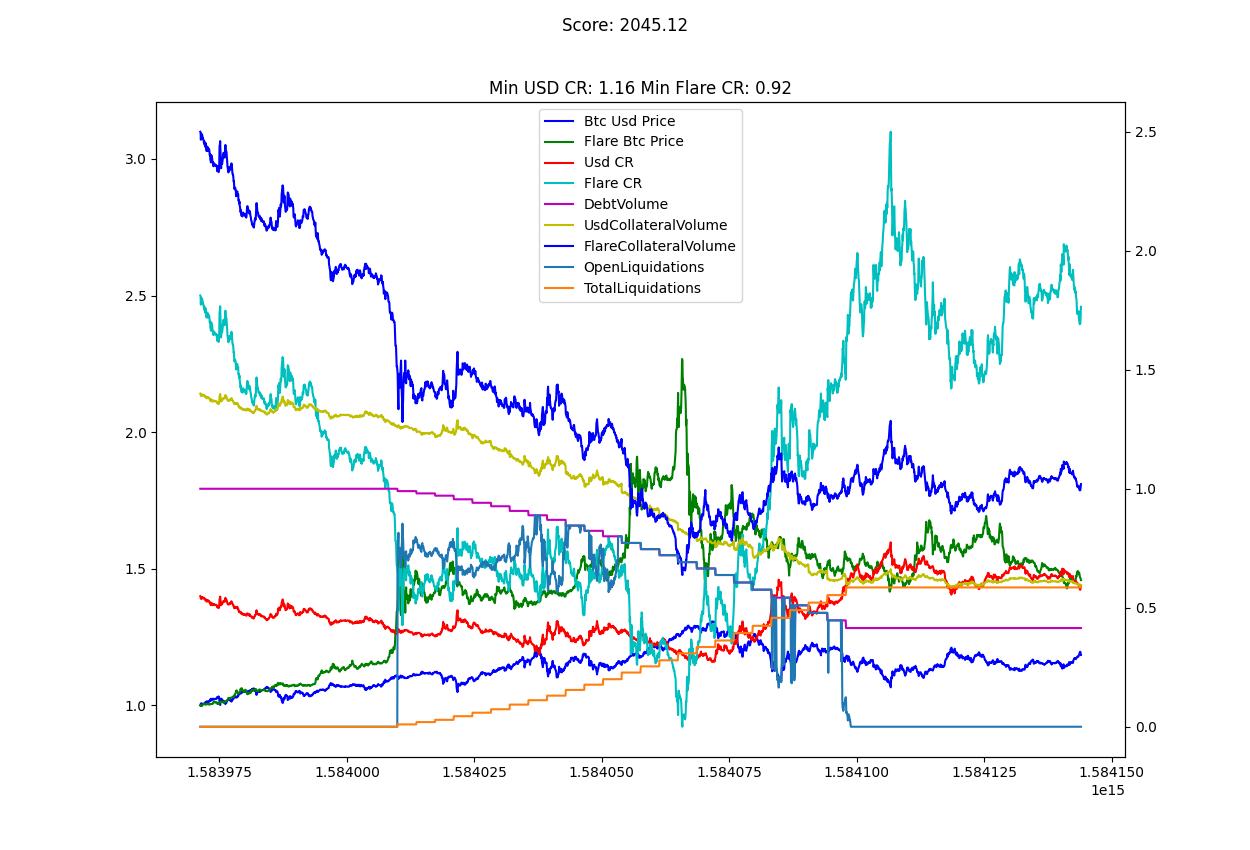 Score: 2045.12
Min USD CR: 1.16 Min Flare CR: 0.92
Btc Usd Price
Flare Btc Price
Usd CR
Flare CR
DebtVolume
UsdCollateralVolume
FlareCollateralVolume
OpenLiquidations
TotalLiquidations
3.0
2.5
2.0
1.5
1.0
2.5
2.0
1.5
1.0
0.5
0.0
1.583975
1.584000
1.584025
1.584050
1.584075
1.584100
1.584125
1.584150
1e15